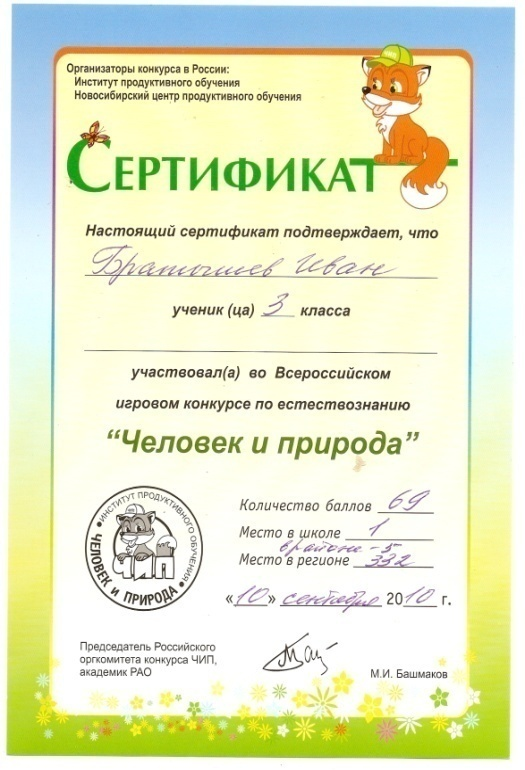 Организаторы конкурса в России:
Институт продуктивного обучения
Новосибирский центр продуктивного обучения
СЕРТИФИКАТ
Настоящий сертификат подтверждает, что
Братышев Иван
ученик (ца) 3 класса
участвовал(а) во Всероссийском
игровом конкурсе по естествознанию
“Человек и природа”
Количество баллов 69
Место в школе 1
в районе - 5
Место в регионе 332
«10» сентября 2010 г.
ИНСТИТУТ ПРОДУКТИВНОГО ОБУЧЕНИЯ
ЧИП
ЧЕЛОВЕК И ПРИРОДА
Председатель Российского
оргкомитета конкурса ЧИП,
академик РАО
М.И. Башмаков